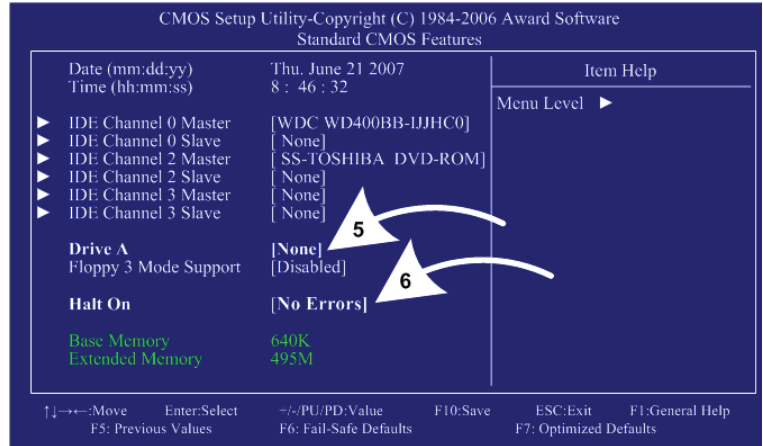 CMOS Setup Utility-Copyright (C) 1984-2006 Award Software
Standard CMOS Features
Date (mm:dd:yy) Thu. June 21 2007
Time (hh:mm:ss) 8 : 46 : 32
Item Help
Menu Level ►
► IDE Channel 0 Master [WDC WD400BB-IJJHC0]
► IDE Channel 0 Slave [ None]
► IDE Channel 2 Master [ SS-TOSHIBA DVD-ROM]
► IDE Channel 2 Slave [ None]
► IDE Channel 3 Master [ None]
► IDE Channel 3 Slave [ None]
5
Drive A [None]
Floppy 3 Mode Support [Disabled]
6
Halt On [No Errors]
Base Memory 640K
Extended Memory 495M
↑↓→←:Move Enter:Select +/-/PU/PD:Value F10:Save ESC:Exit F1:General Help
F5: Previous Values F6: Fail-Safe Defaults F7: Optimized Defaults